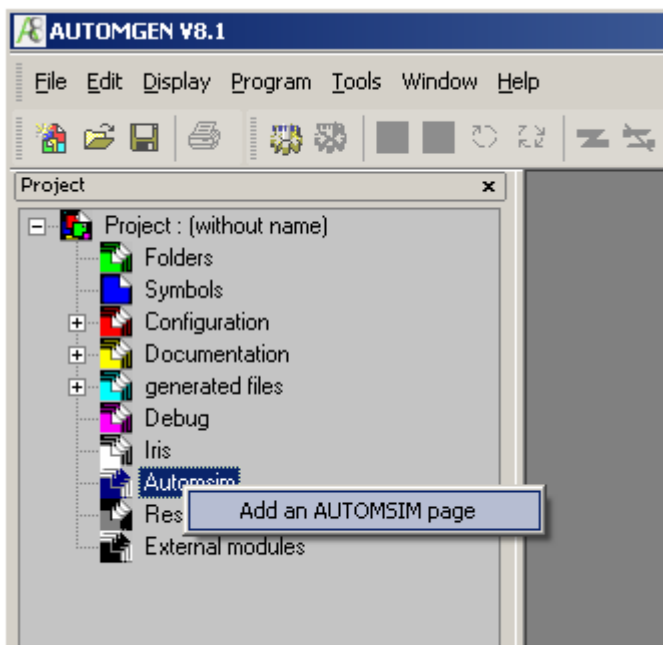 AUTOMGEN V8.1
File Edit Display Program Tools Window Help
Project
Project : (without name)
Folders
Symbols
Configuration
Documentation
generated files
Debug
Iris
Automsim
Add an AUTOMSIM page
Res
External modules